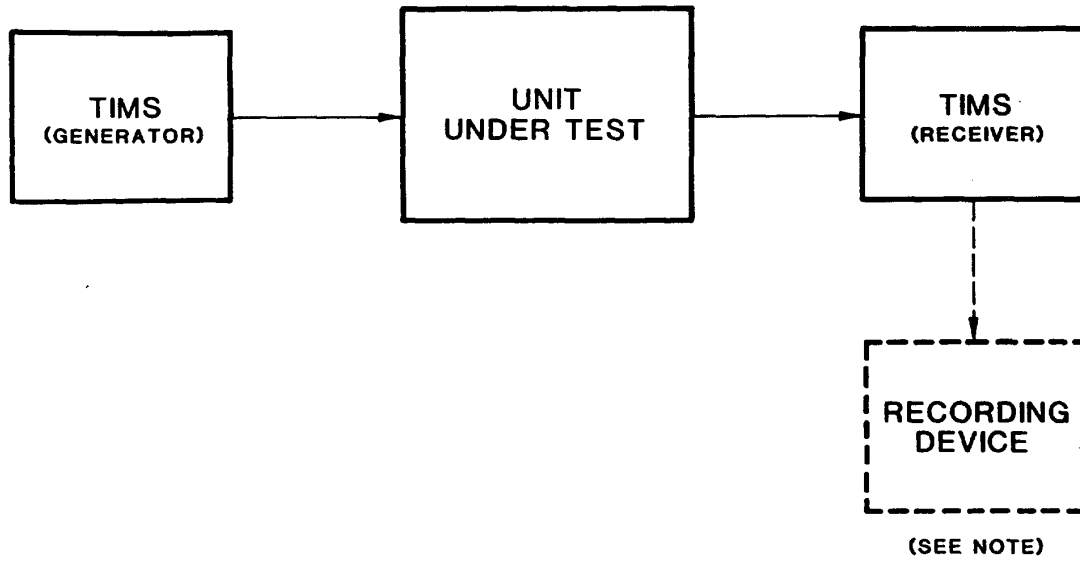 TIMS
(GENERATOR)
UNIT
UNDER TEST
TIMS
(RECEIVER)
RECORDING
DEVICE
(SEE NOTE)